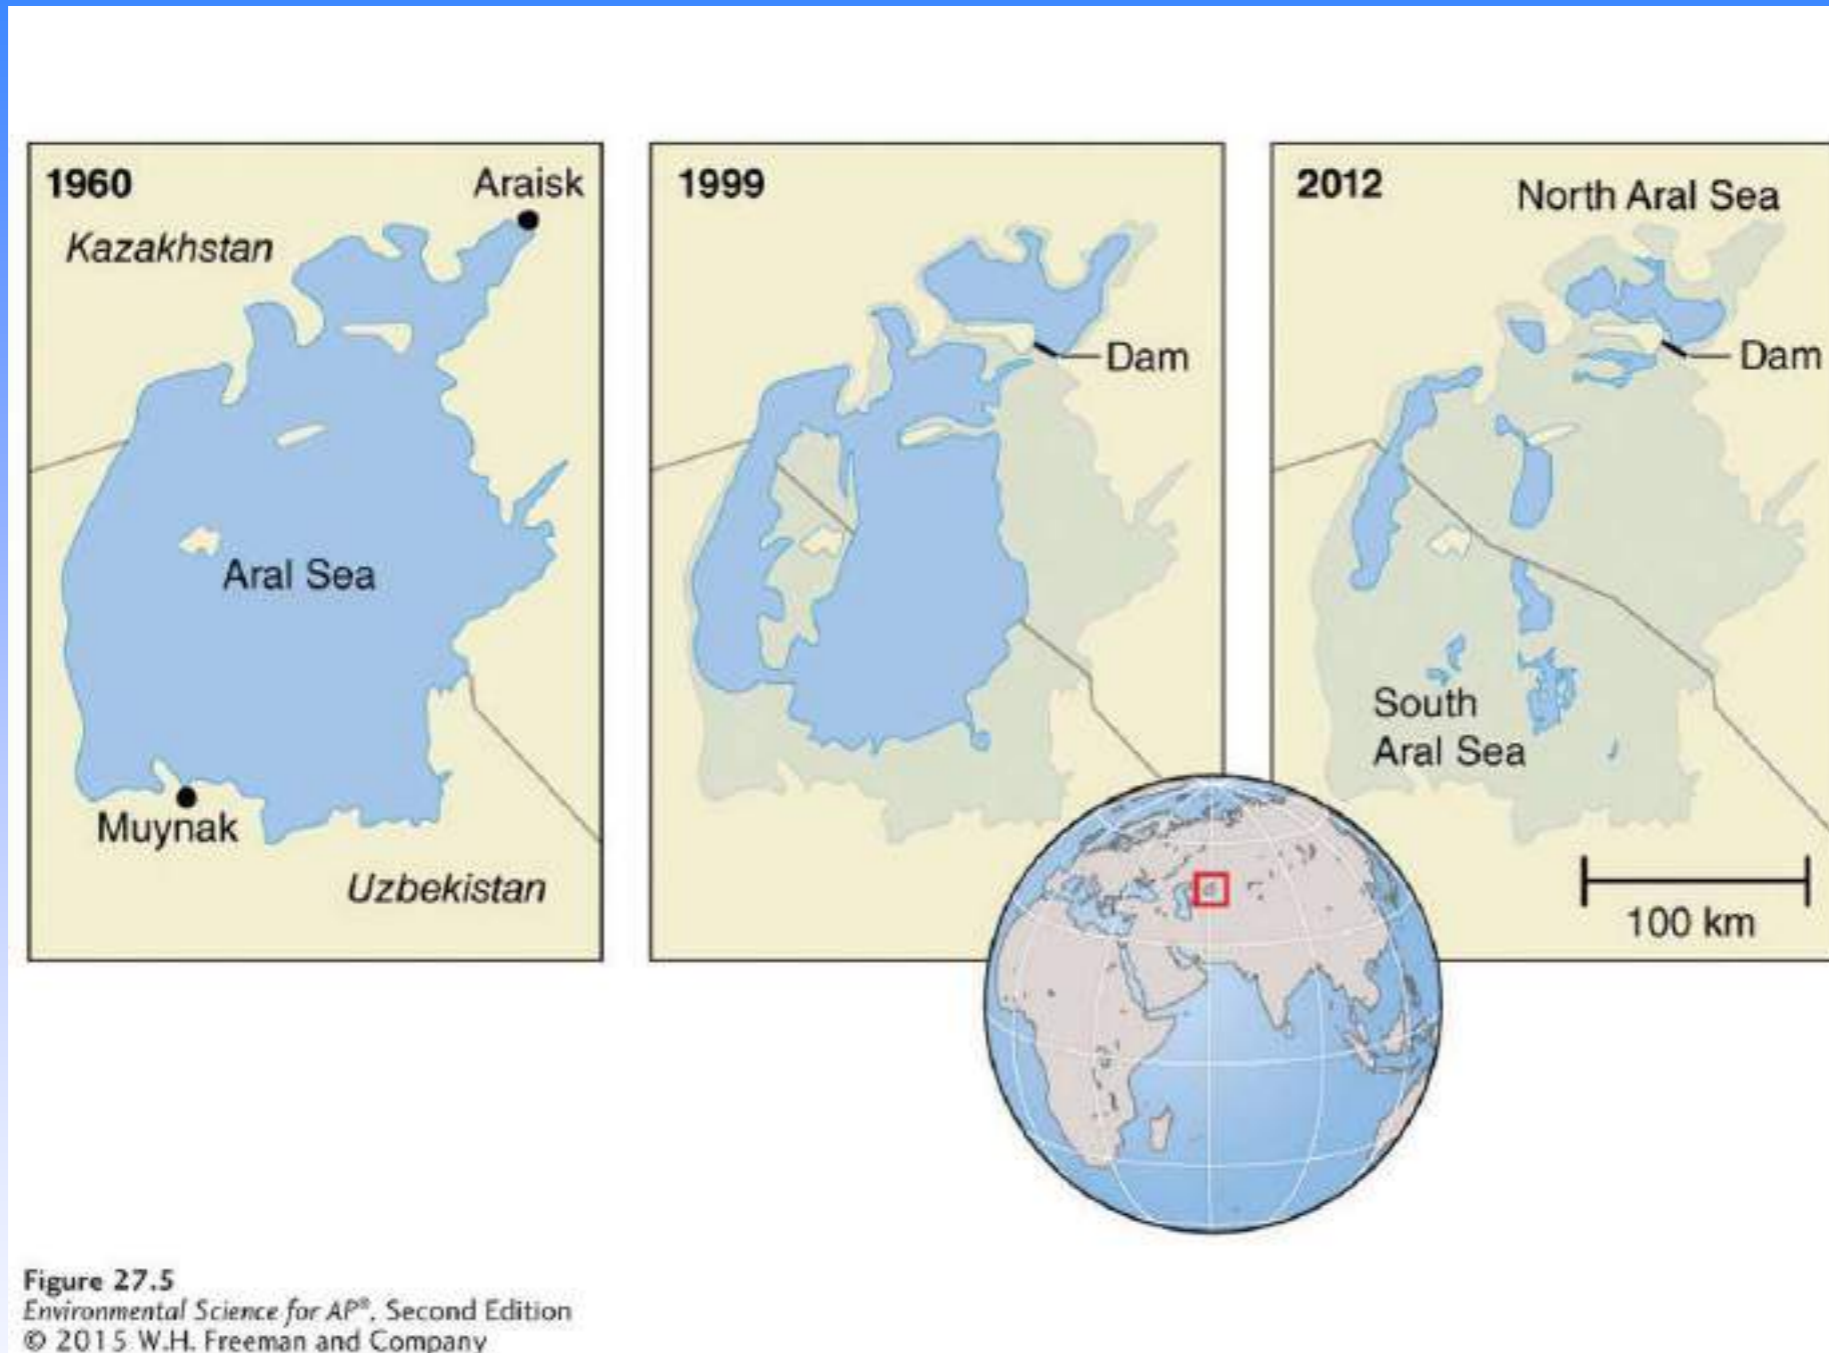 1960
Araisk
Kazakhstan
Aral Sea
Muynak
Uzbekistan
1999
Dam
2012
North Aral Sea
Dam
South
Aral Sea
100 km
Figure 27.5
Environmental Science for AP®, Second Edition
© 2015 W.H. Freeman and Company